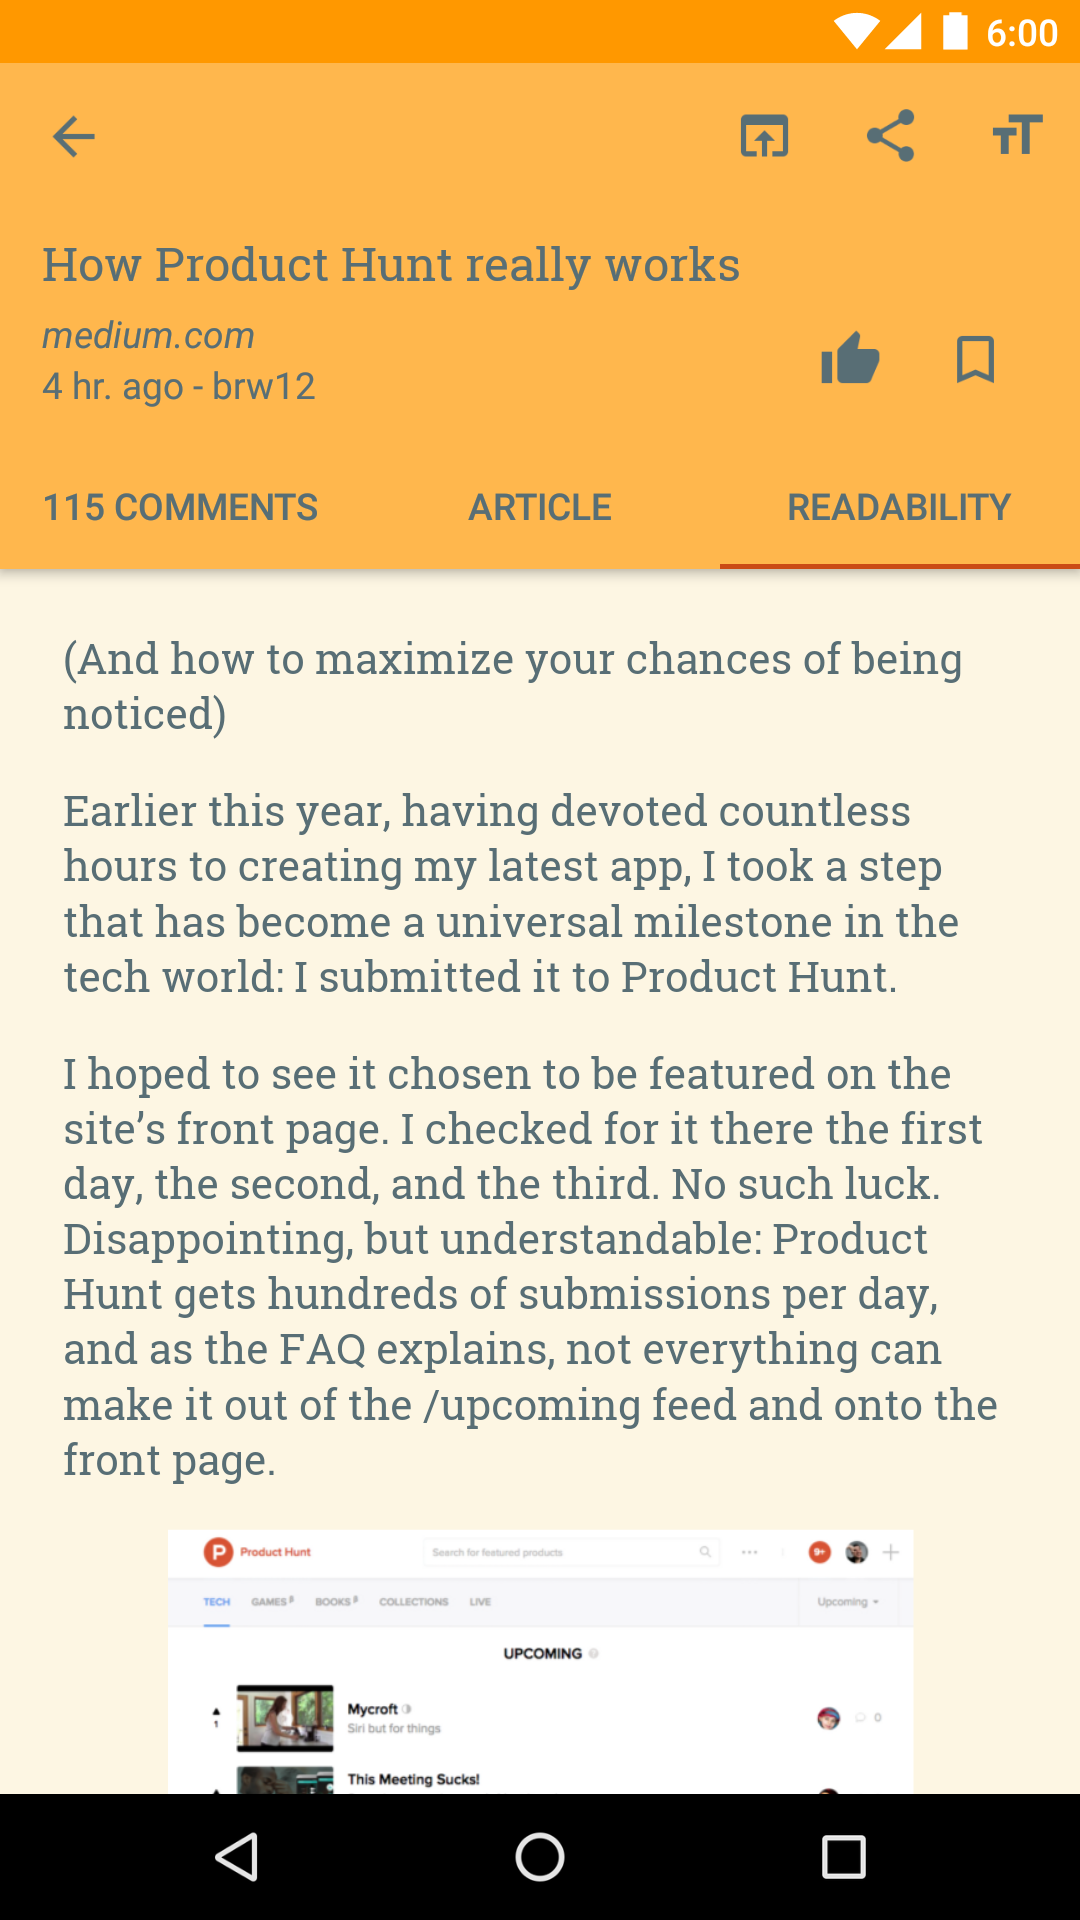 6:00
How Product Hunt really works
medium.com
4 hr. ago - brw12
115 COMMENTS
ARTICLE
READABILITY
(And how to maximize your chances of being
noticed)
Earlier this year, having devoted countless
hours to creating my latest app, I took a step
that has become a universal milestone in the
tech world: I submitted it to Product Hunt.
I hoped to see it chosen to be featured on the
site’s front page. I checked for it there the first
day, the second, and the third. No such luck.
Disappointing, but understandable: Product
Hunt gets hundreds of submissions per day,
and as the FAQ explains, not everything can
make it out of the /upcoming feed and onto the
front page.
P Product Hunt
Search for featured products
9+
TECH GAMES β BOOKS β COLLECTIONS LIVE
Upcoming
UPCOMING ?
1
Mycroft
Siri but for things
0
This Meeting Sucks!